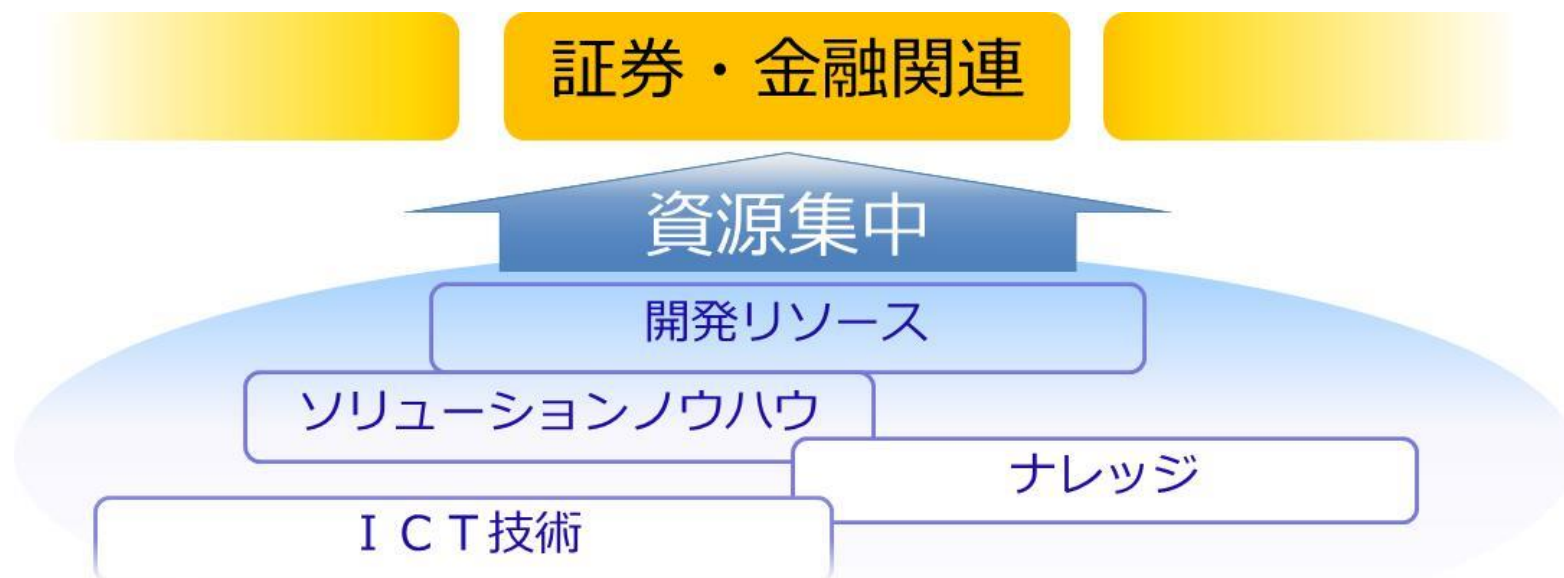 証券・金融関連
資源集中
開発リソース
ソリューションノウハウ
ナレッジ
ＩＣＴ技術